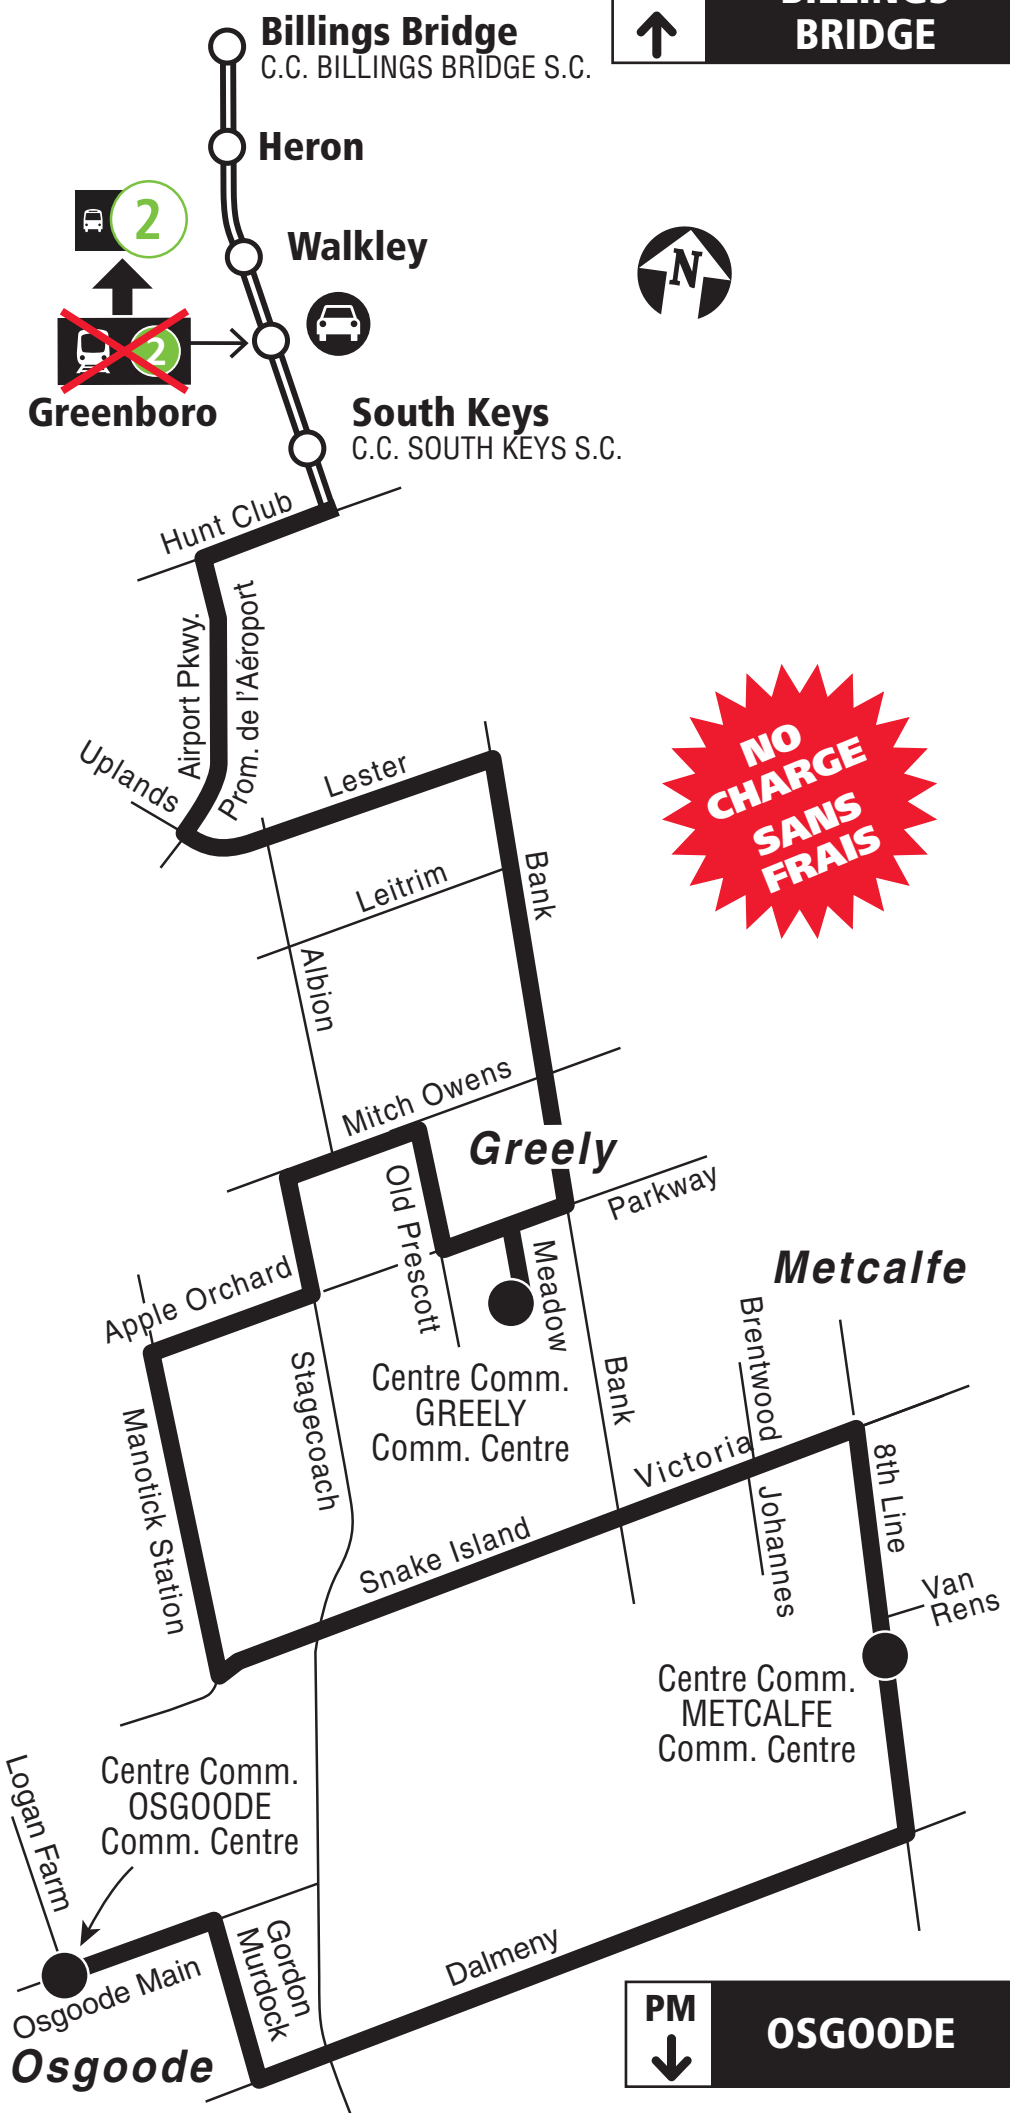 BILLINGS
BRIDGE
Billings Bridge
C.C. BILLINGS BRIDGE S.C.
Heron
2
Walkley
N
2
Greenboro
South Keys
C.C. SOUTH KEYS S.C.
Hunt Club
Airport Pkwy.
Prom. de l'Aéroport
Uplands
Lester
NO
CHARGE
SANS
FRAIS
Leitrim
Bank
Albion
Mitch Owens
Greely
Old Prescott
Parkway
Meadow
Apple Orchard
Metcalfe
Brentwood
Stagecoach
Centre Comm.
GREELY
Comm. Centre
Bank
Manotick Station
Victoria
8th Line
Johannes
Snake Island
Van
Rens
Centre Comm.
METCALFE
Comm. Centre
Logan Farm
Centre Comm.
OSGOODE
Comm. Centre
Gordon
Murdock
Osgoode Main
Dalmeny
Osgoode
PM
OSGOODE